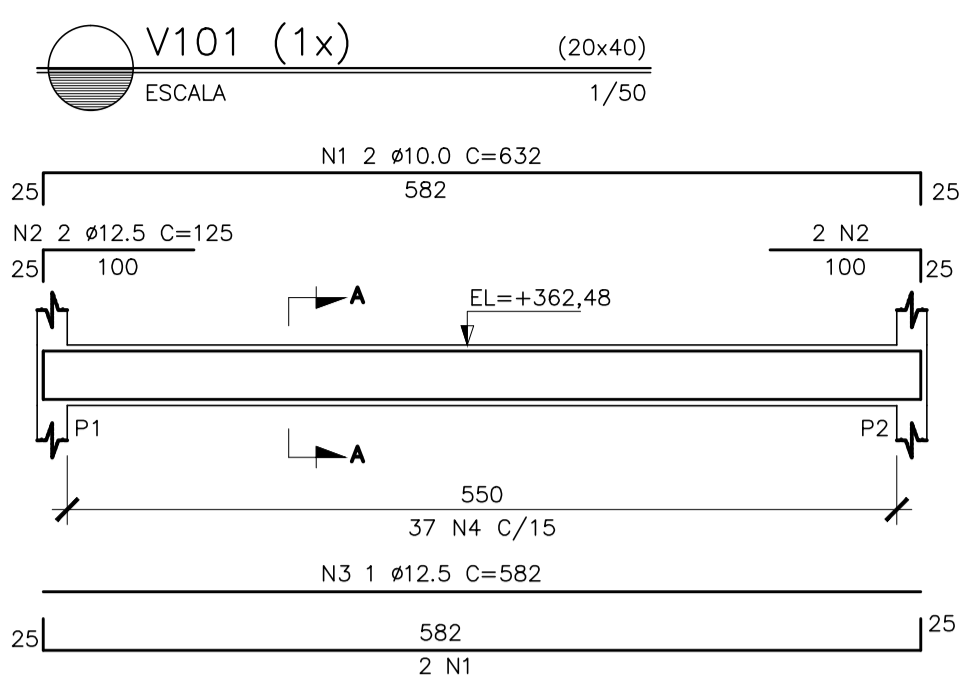 V101 (1x) (20x40)
ESCALA 1/50
N1 2 ø10.0 C=632
25 582 25
N2 2 ø12.5 C=125 2 N2
25 100 100 25
A EL=+362,48
P1 A P2
550
37 N4 C/15
N3 1 ø12.5 C=582
25 582 25
2 N1